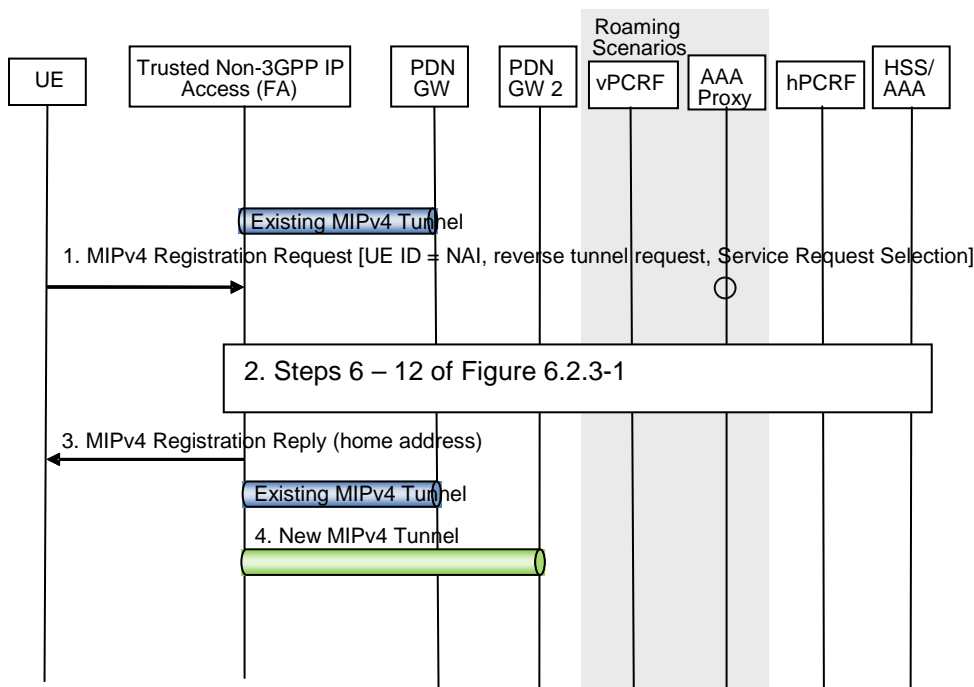 Roaming
Scenarios
UE
Trusted Non-3GPP IP
Access (FA)
PDN
GW
PDN
GW 2
vPCRF
AAA
Proxy
hPCRF
HSS/
AAA
Existing MIPv4 Tunnel
1. MIPv4 Registration Request [UE ID = NAI, reverse tunnel request, Service Request Selection]
2. Steps 6 – 12 of Figure 6.2.3-1
3. MIPv4 Registration Reply (home address)
Existing MIPv4 Tunnel
4. New MIPv4 Tunnel